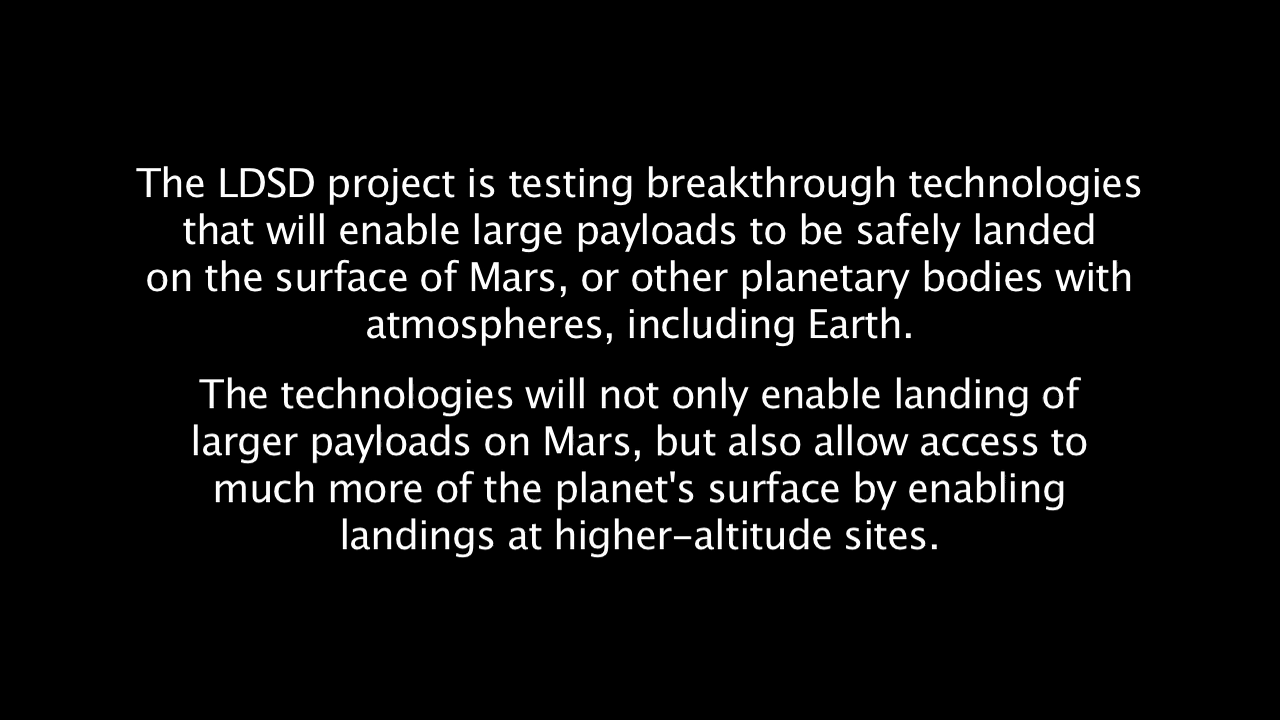 The LDSD project is testing breakthrough technologies
that will enable large payloads to be safely landed
on the surface of Mars, or other planetary bodies with
atmospheres, including Earth.
The technologies will not only enable landing of
larger payloads on Mars, but also allow access to
much more of the planet's surface by enabling
landings at higher–altitude sites.